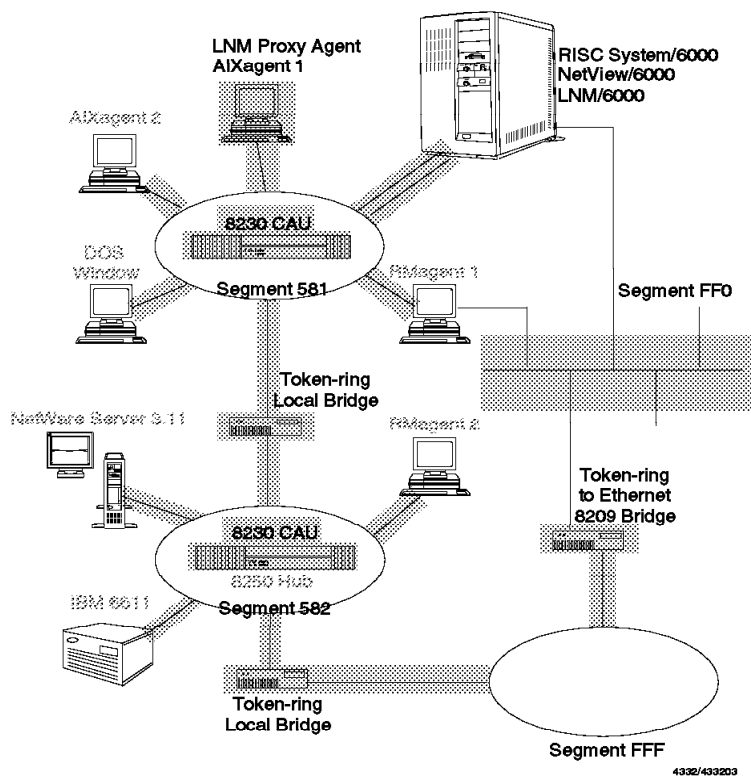 LNM Proxy Agent
AIXagent 1
RISC System/6000
NetView/6000
LNM/6000
AIXagent 2
8230 CAU
DOS
Window
Segment 581
RMagent 1
Segment FF0
Token-ring
Local Bridge
NetWare Server 3.11
RMagent 2
Token-ring
to Ethernet
8209 Bridge
8230 CAU
8250 Hub
IBM 6611
Segment 582
Token-ring
Local Bridge
Segment FFF
4332/433203